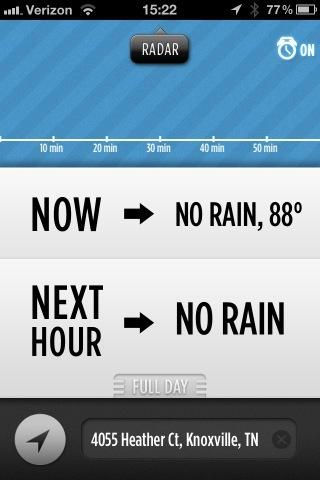 Verizon 15:22 77%
RADAR
ON
10 min 20 min 30 min 40 min 50 min
NOW NO RAIN, 88º
NEXT
HOUR
NO RAIN
FULL DAY
4055 Heather Ct, Knoxville, TN